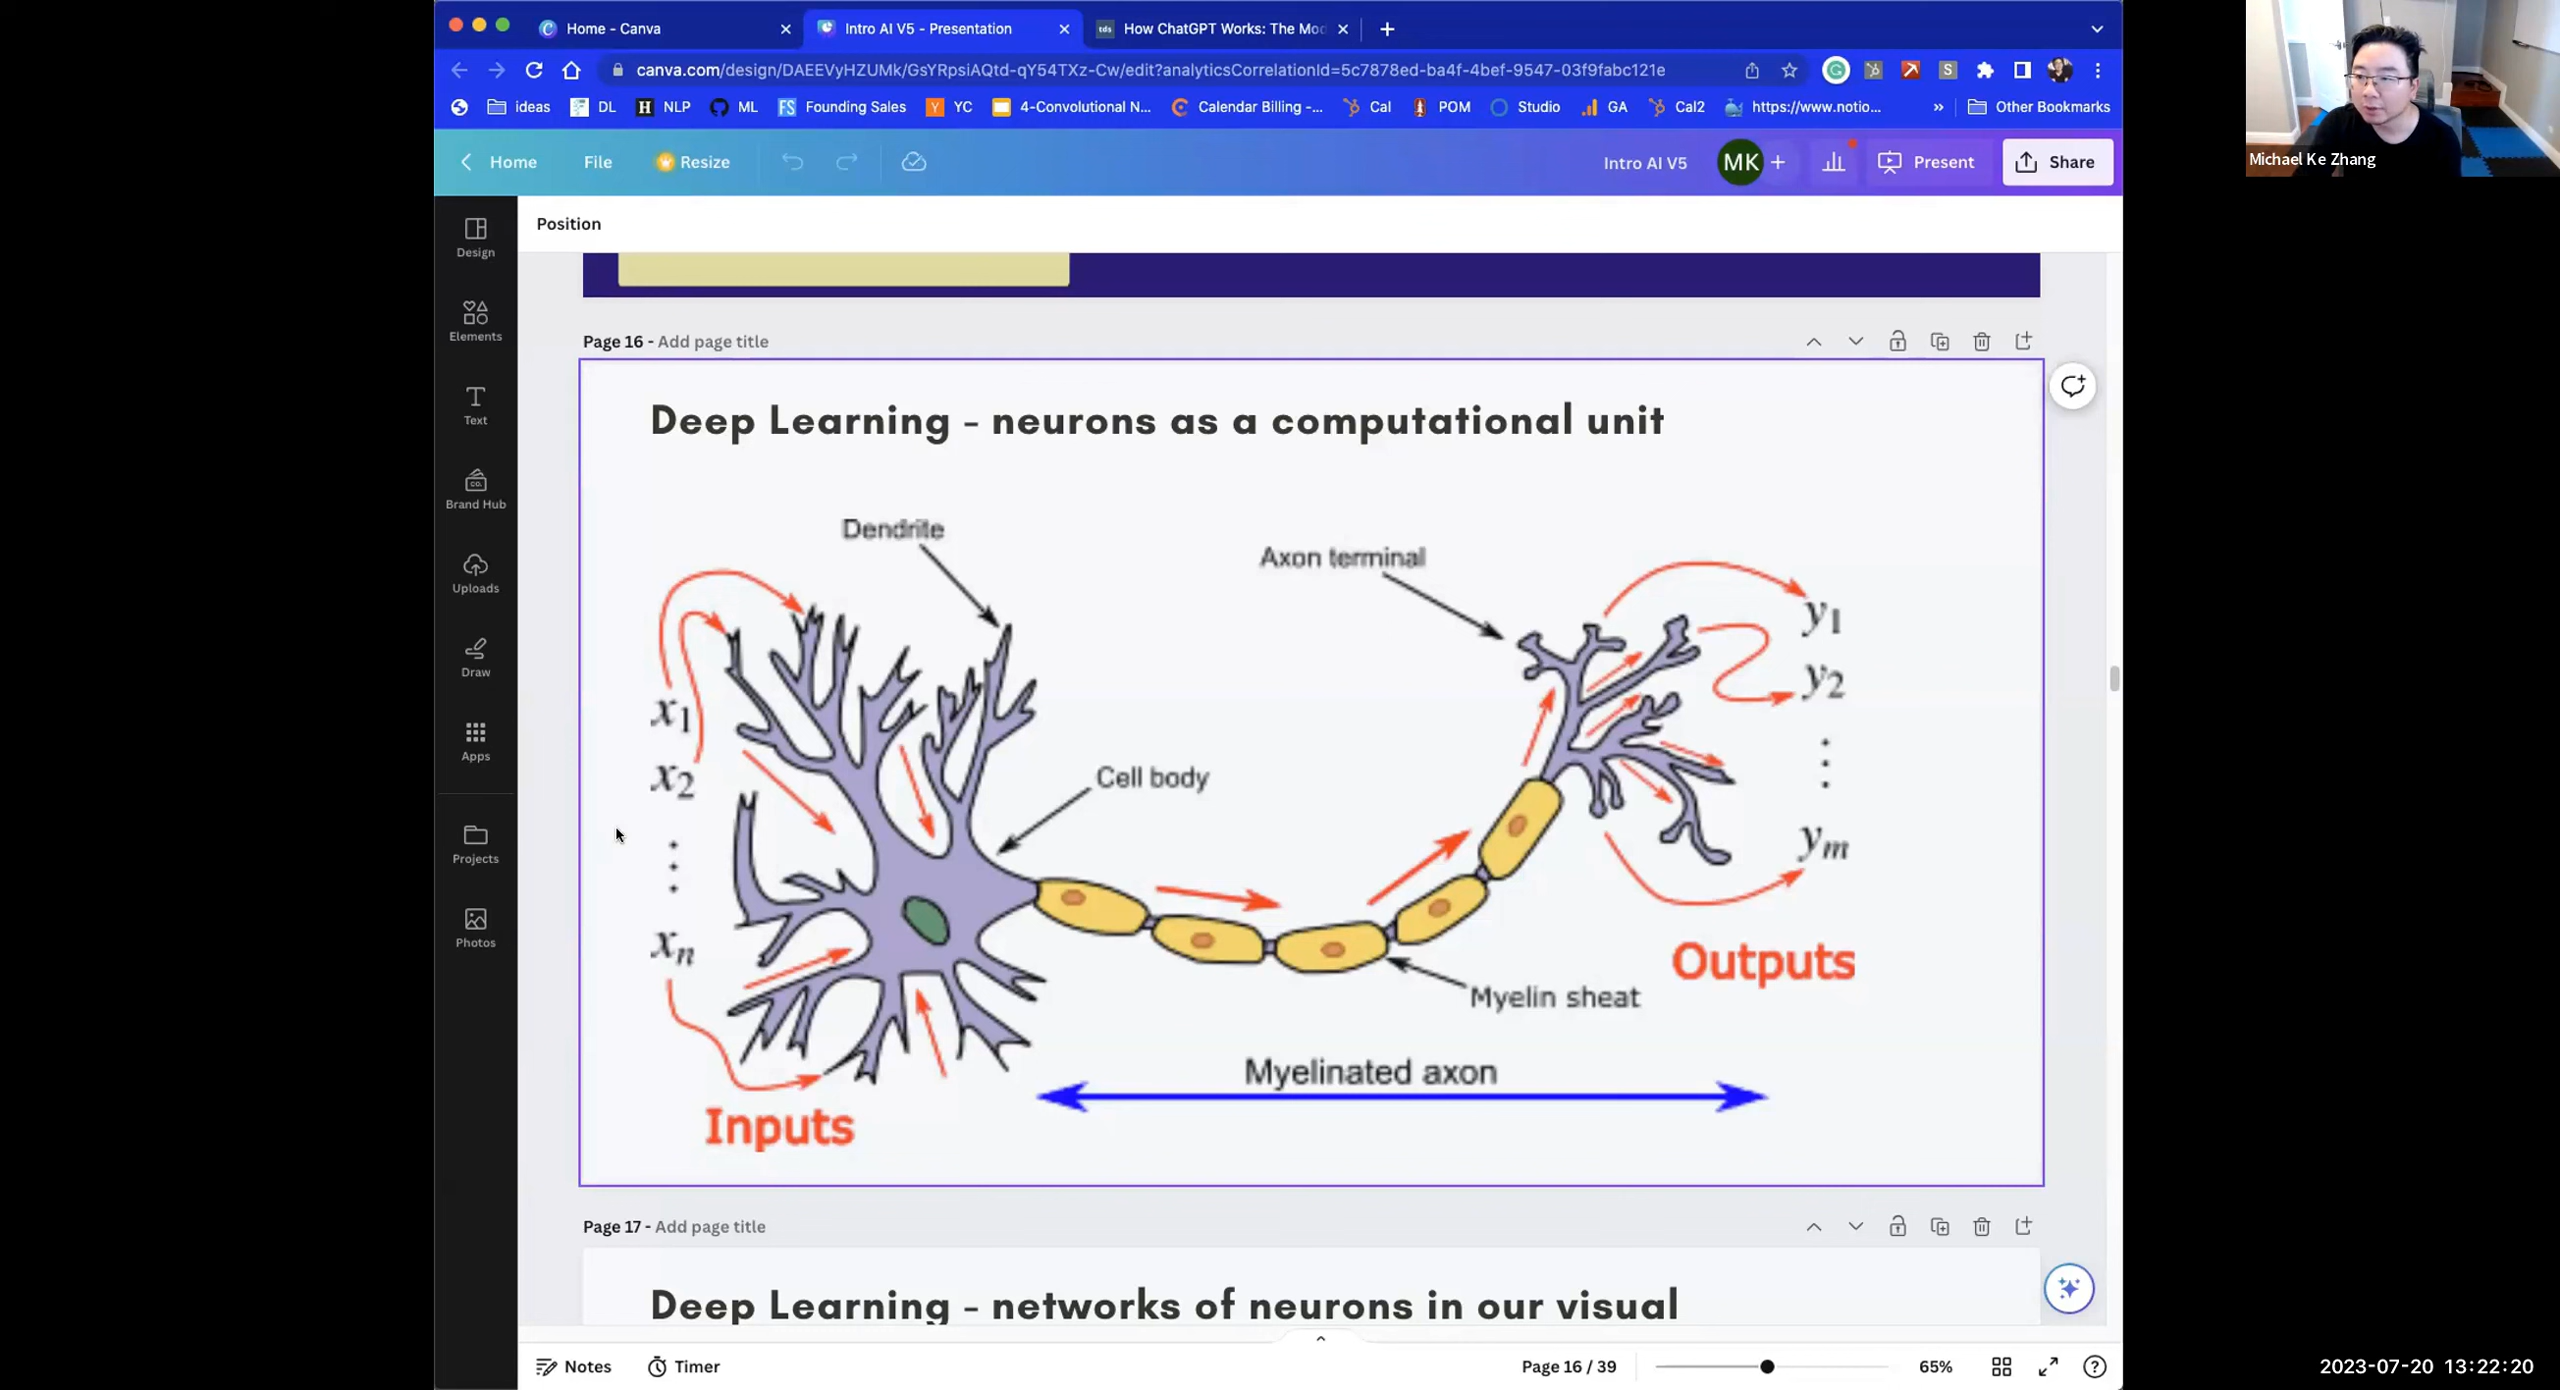 Home - Canva
Intro AI V5 - Presentation
tds How ChatGPT Works: The Mod
canva.com/design/DAEEVyHZUMk/GsYRpsiAQtd-qY54TXz-Cw/edit?analyticsCorrelationId=5c7878ed-ba4f-4bef-9547-03f9fabc121e
ideas DL NLP ML Founding Sales YC 4-Convolutional N... Calendar Billing -... Cal POM Studio GA Cal2 https://www.notio... » Other Bookmarks
Home File Resize Intro AI V5 MK + Present Share
Michael Ke Zhang
Position
Design
Elements
Text
Brand Hub
Uploads
Draw
Apps
Projects
Photos
Page 16 - Add page title
Deep Learning - neurons as a computational unit
Dendrite
Axon terminal
Cell body
Myelin sheat
Myelinated axon
x1
x2
xn
Inputs
y1
y2
ym
Outputs
Page 17 - Add page title
Deep Learning - networks of neurons in our visual
Notes Timer Page 16 / 39 65%
2023-07-20 13:22:20